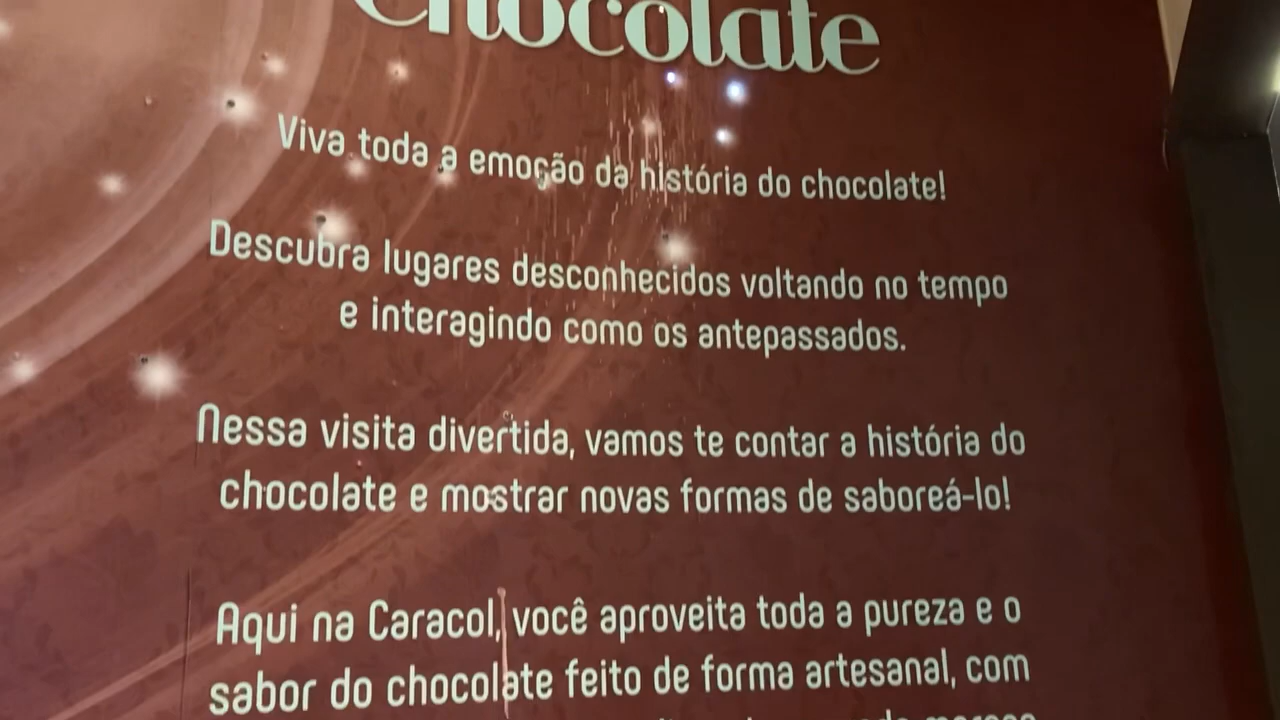 Chocolate
Viva toda a emoção da história do chocolate!
Descubra lugares desconhecidos voltando no tempo
e interagindo como os antepassados.
Nessa visita divertida, vamos te contar a história do
chocolate e mostrar novas formas de saboreá-lo!
Aqui na Caracol, você aproveita toda a pureza e o
sabor do chocolate feito de forma artesanal, com